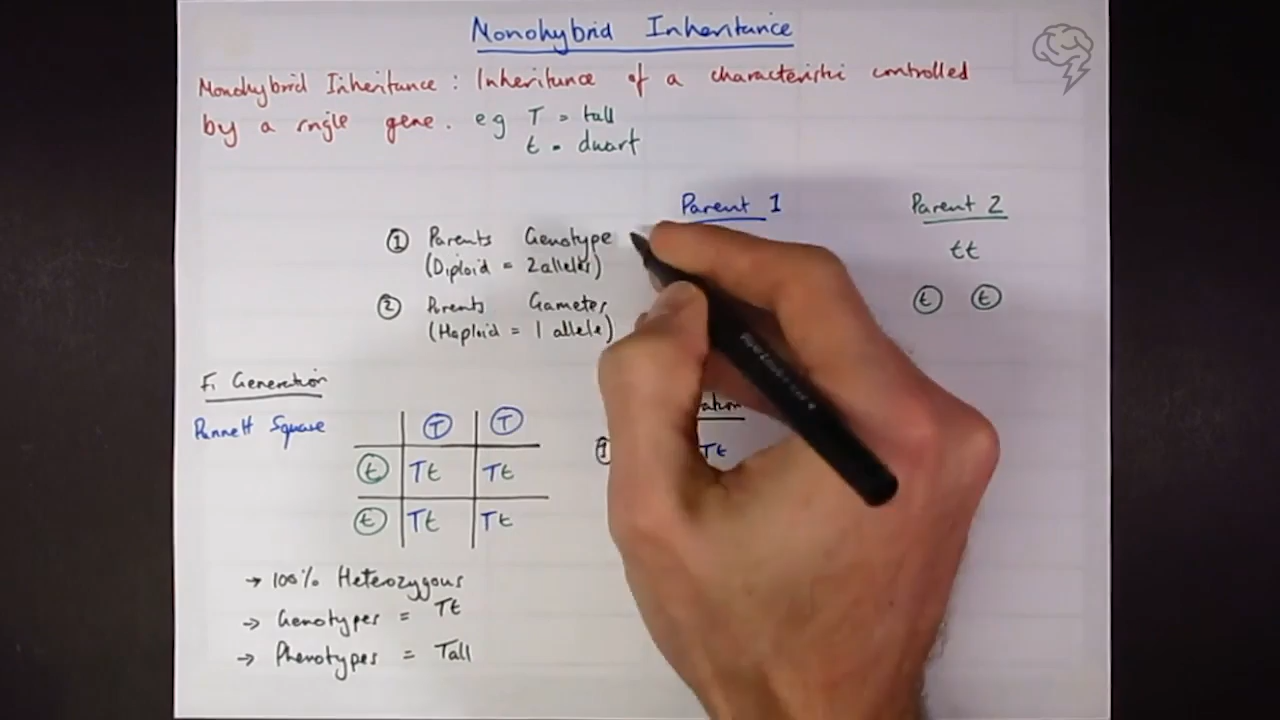 Monohybrid Inheritance
Monohybrid Inheritance : Inheritance of a characteristic controlled
by a single gene. eg T = tall
t = dwarf
Parent 1
Parent 2
① Parents Genotype
(Diploid = 2 alleles)
tt
② Parents Gametes
(Haploid = 1 allele)
t t
F1 Generation
Punnett Square
T T
t Tt Tt
t Tt Tt
① Tt
→ 100% Heterozygous
→ Genotypes = Tt
→ Phenotypes = Tall